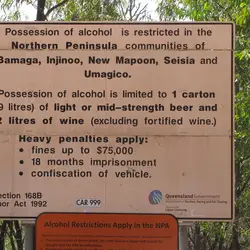 Possession of alcohol is restricted in the
Northern Peninsula communities of
Bamaga, Injinoo, New Mapoon, Seisia and
Umagico.
Possession of alcohol is limited to 1 carton
9 litres) of light or mid-strength beer and
2 litres of wine (excluding fortified wine.)
Heavy penalties apply:
• fines up to $75,000
• 18 months imprisonment
• confiscation of vehicle.
ection 168B
or Act 1992
CAR 999
Queensland Government
Alcohol Restrictions Apply in the NPA